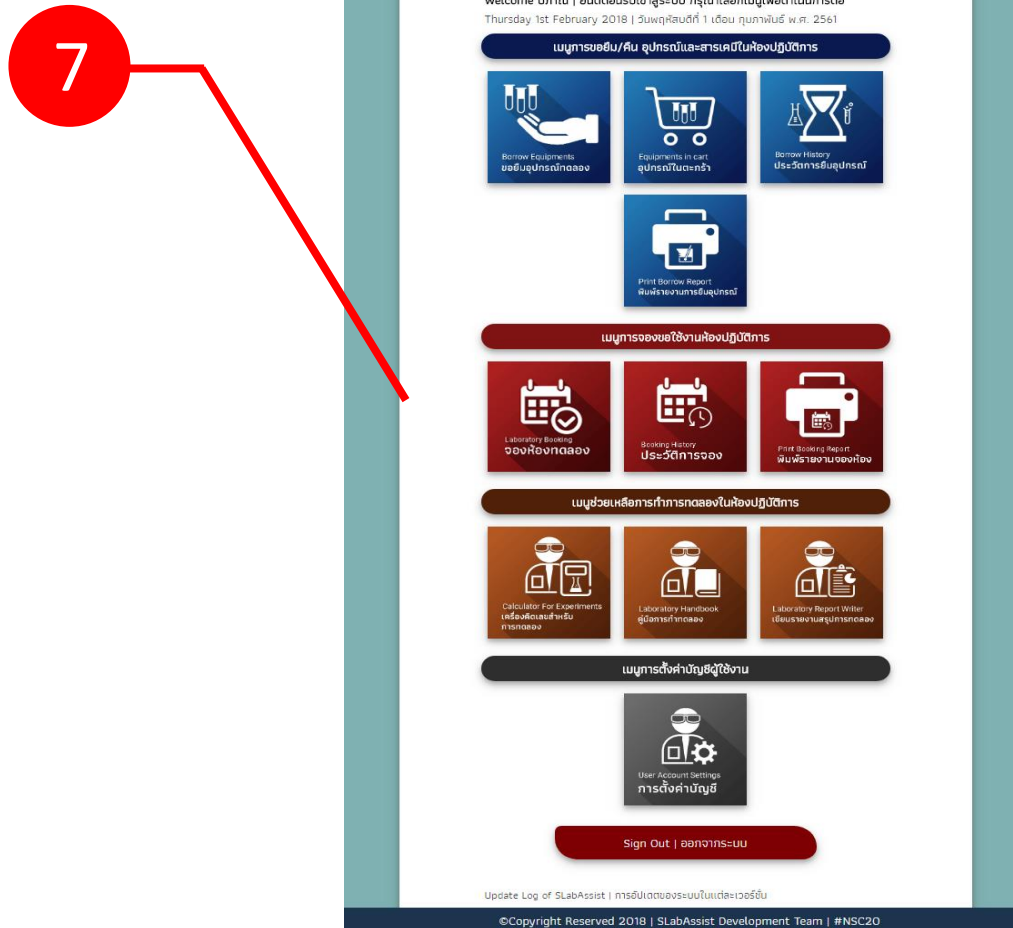 7
Thursday 1st February 2018 | วันพฤหัสบดีที่ 1 เดือน กุมภาพันธ์ พ.ศ. 2561
เมนูการขอยืม/คืน อุปกรณ์และสารเคมีในห้องปฏิบัติการ
Borrow Equipments
ขอยืมอุปกรณ์ทดลอง
Equipments in cart
อุปกรณ์ในตะกร้า
Borrow History
ประวัติการยืมอุปกรณ์
Print Borrow Report
พิมพ์รายงานการยืมอุปกรณ์
เมนูการจองขอใช้งานห้องปฏิบัติการ
Laboratory Booking
จองห้องทดลอง
Booking History
ประวัติการจอง
Print Booking Report
พิมพ์รายงานจองห้อง
เมนูช่วยเหลือการทำการทดลองในห้องปฏิบัติการ
Calculator For Experiments
เครื่องคิดเลขสำหรับ
การทดลอง
Laboratory Handbook
คู่มือการทำทดลอง
Laboratory Report Writer
เขียนรายงานสรุปการทดลอง
เมนูการตั้งค่าบัญชีผู้ใช้งาน
User Account Settings
การตั้งค่าบัญชี
Sign Out | ออกจากระบบ
Update Log of SLabAssist | การอัปเดตของระบบในแต่ละเวอร์ชั่น
©Copyright Reserved 2018 | SLabAssist Development Team | #NSC20